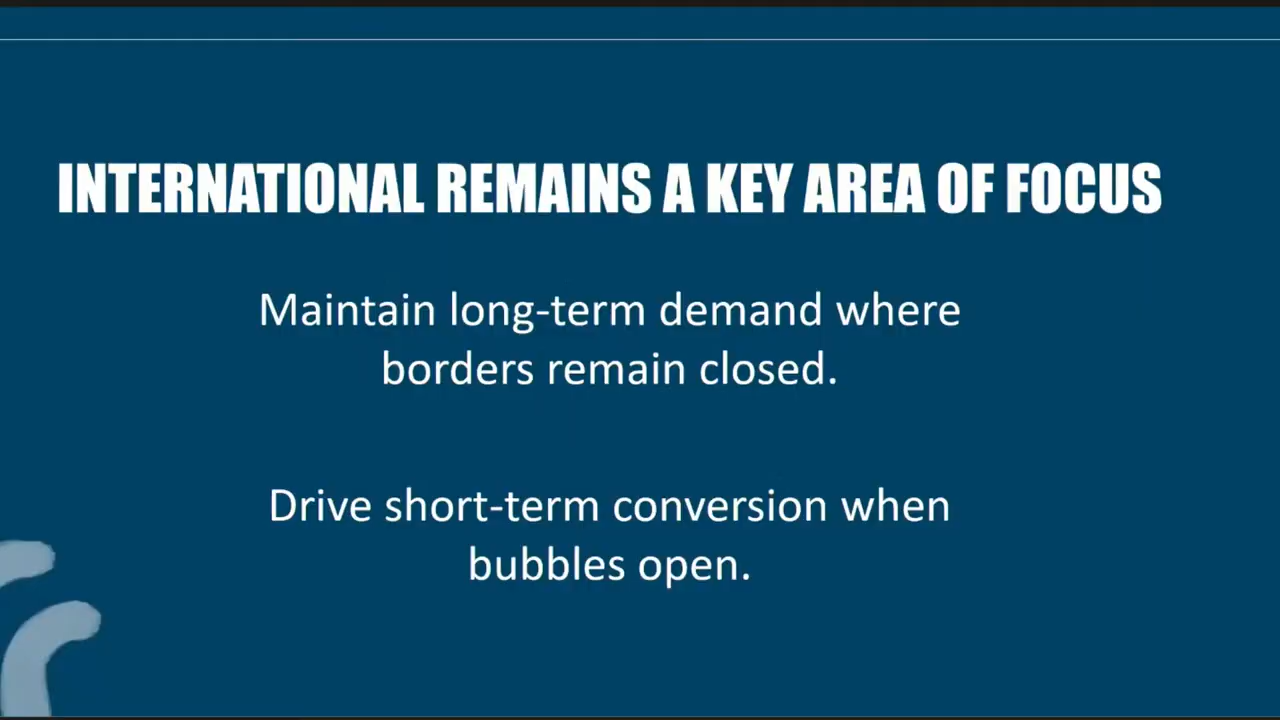 INTERNATIONAL REMAINS A KEY AREA OF FOCUS
Maintain long-term demand where
borders remain closed.
Drive short-term conversion when
bubbles open.